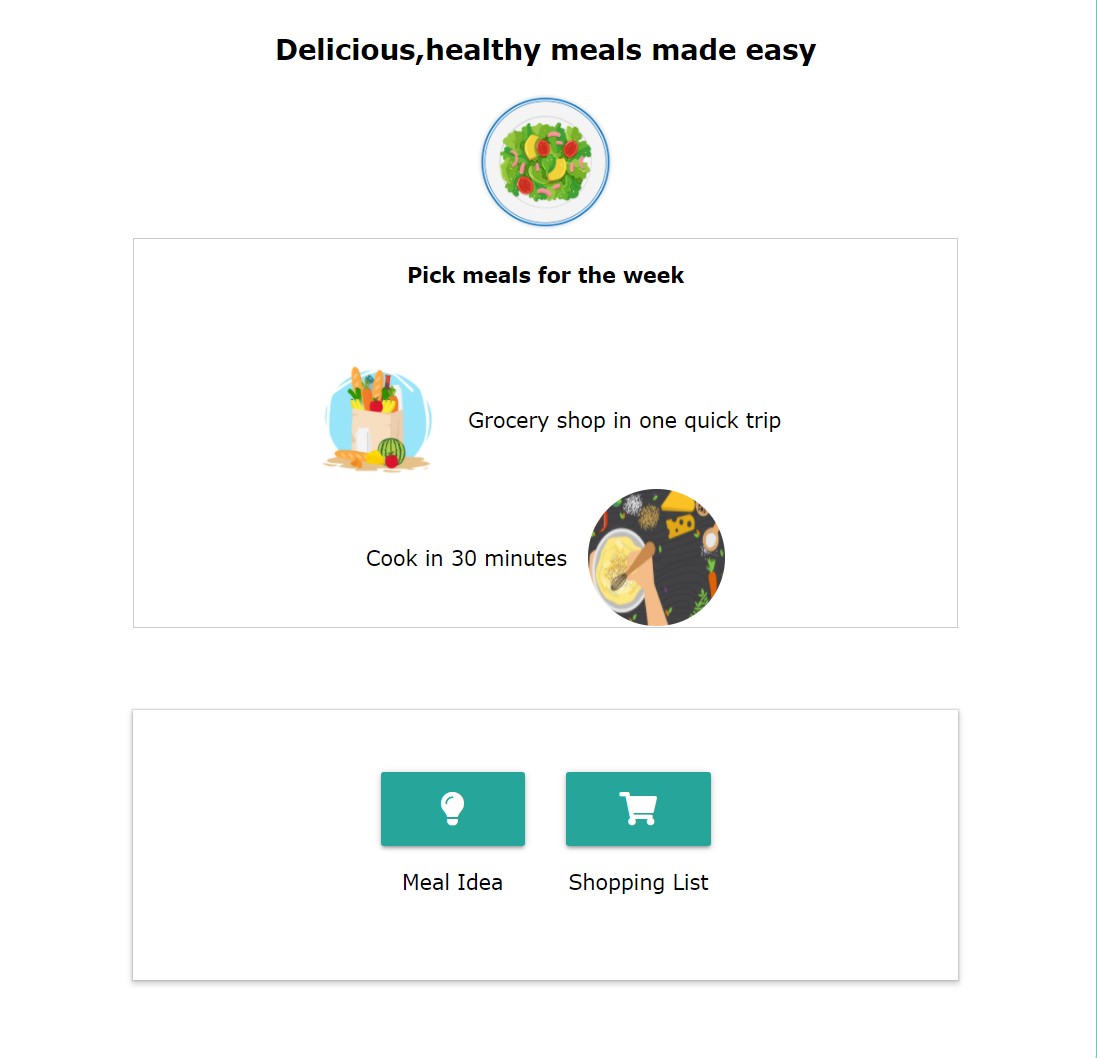 Delicious,healthy meals made easy
Pick meals for the week
Grocery shop in one quick trip
Cook in 30 minutes
Meal Idea
Shopping List